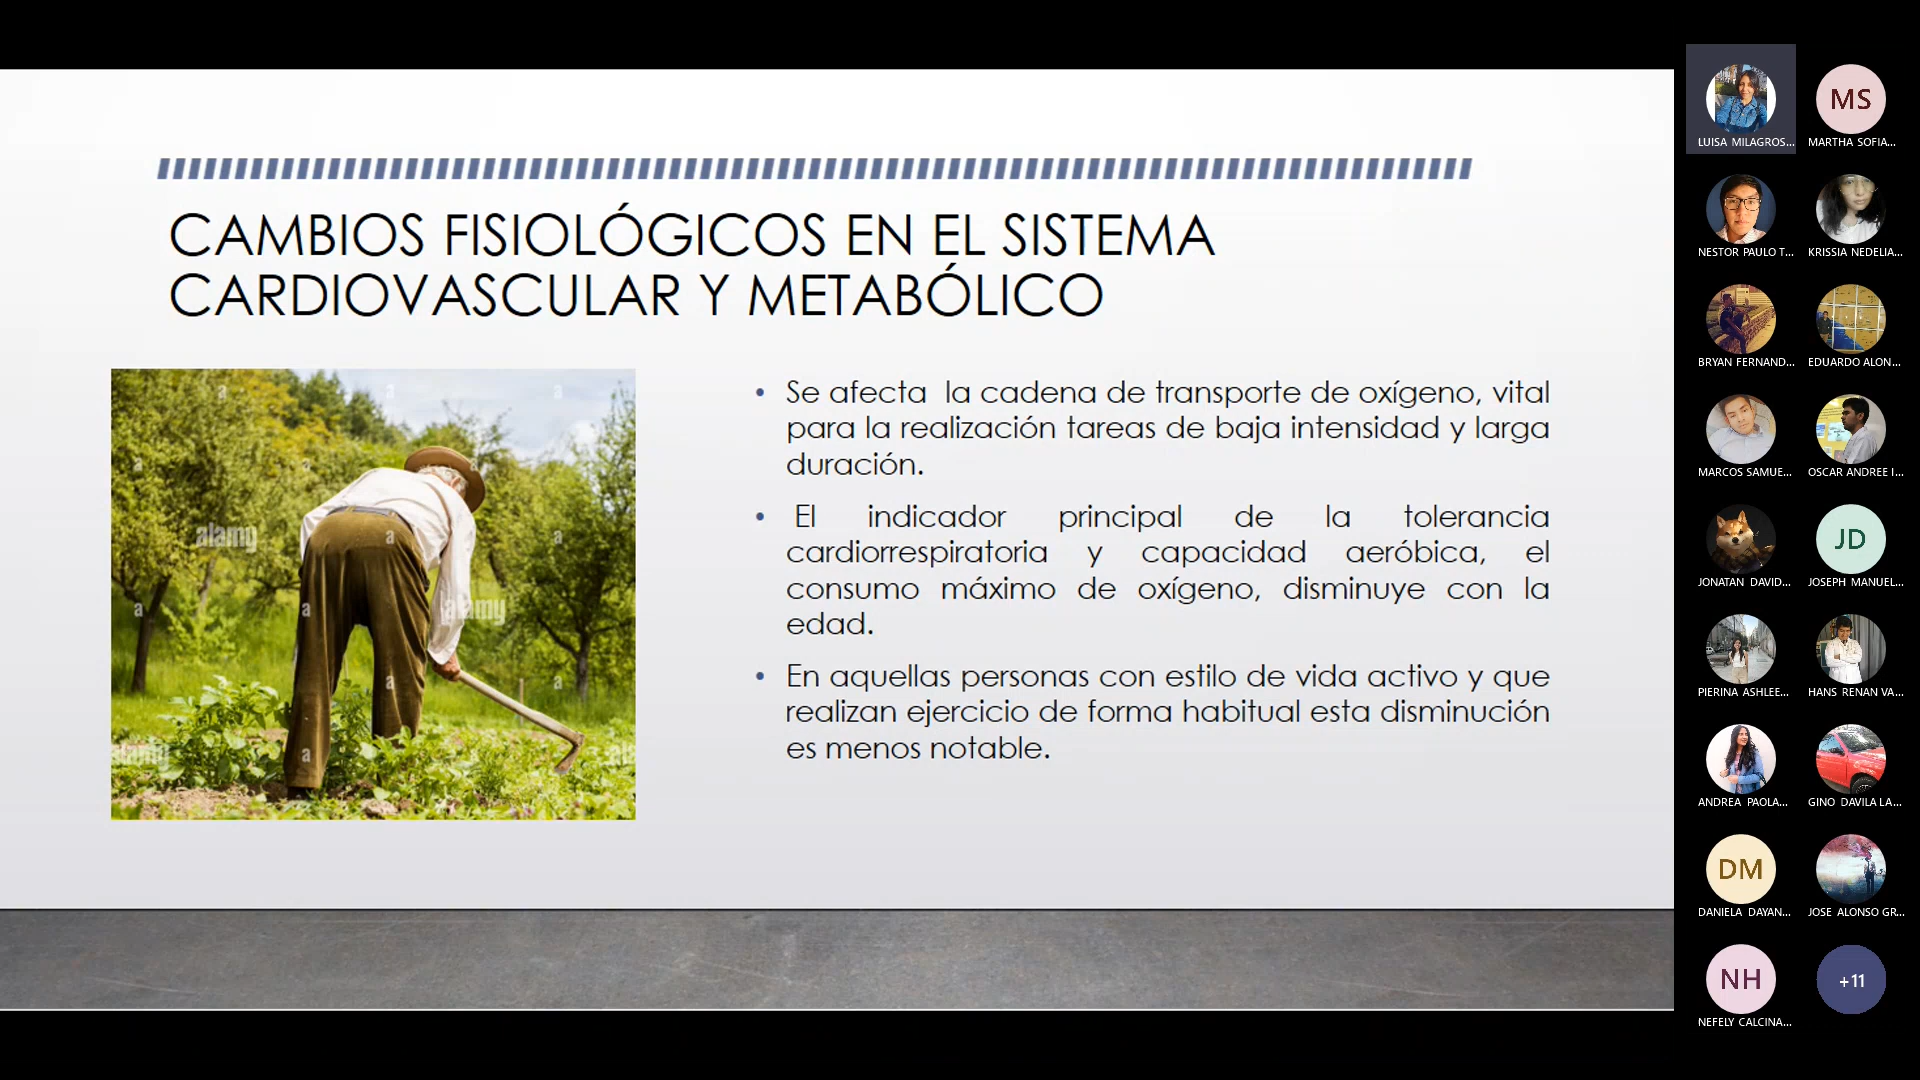 CAMBIOS FISIOLÓGICOS EN EL SISTEMA
CARDIOVASCULAR Y METABÓLICO
• Se afecta  la cadena de transporte de oxígeno, vital
para la realización tareas de baja intensidad y larga
duración.
• El indicador principal de la tolerancia
cardiorrespiratoria y capacidad aeróbica, el
consumo máximo de oxígeno, disminuye con la
edad.
• En aquellas personas con estilo de vida activo y que
realizan ejercicio de forma habitual esta disminución
es menos notable.
a
a
a
a
alamy
a
a
a
a
alamy
a
a
alamy
a
al
MS
LUISA MILAGROS...
MARTHA SOFIA...
NESTOR PAULO T...
KRISSIA NEDELIA...
BRYAN FERNAND...
EDUARDO ALON...
MARCOS SAMUE...
OSCAR ANDREE I...
JD
JONATAN DAVID...
JOSEPH MANUEL...
PIERINA ASHLEE...
HANS RENAN VA...
ANDREA PAOLA...
GINO DAVILA LA...
DM
DANIELA DAYAN...
JOSE ALONSO GR...
NH
+11
NEFELY CALCINA...